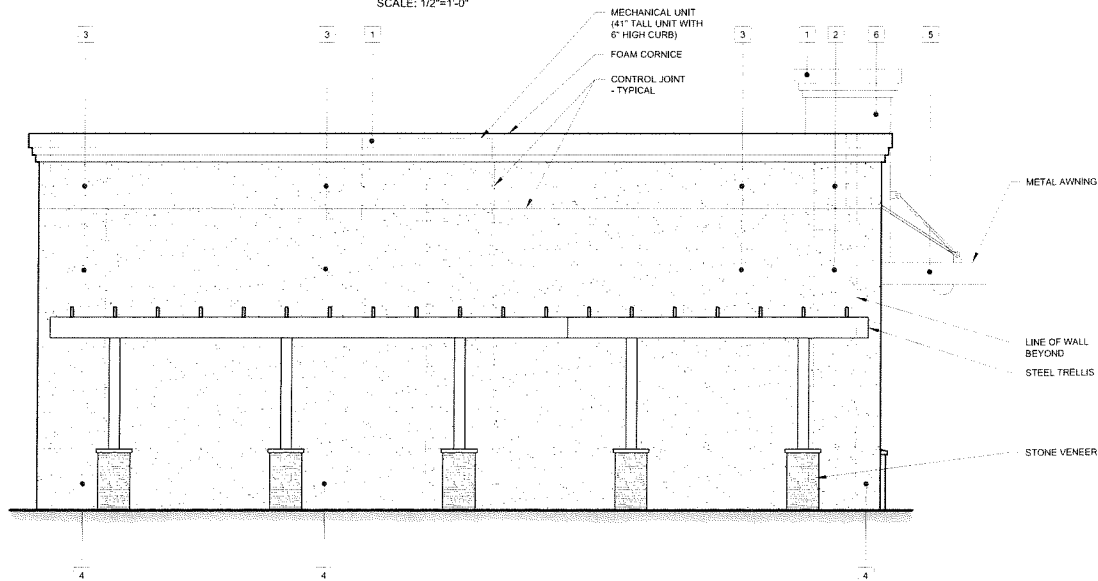 SCALE: 1/2"=1'-0"
MECHANICAL UNIT
(41" TALL UNIT WITH
6" HIGH CURB)
3
3
1
3
1
2
6
5
FOAM CORNICE
CONTROL JOINT
- TYPICAL
METAL AWNING
LINE OF WALL
BEYOND
STEEL TRELLIS
STONE VENEER
4
4
4